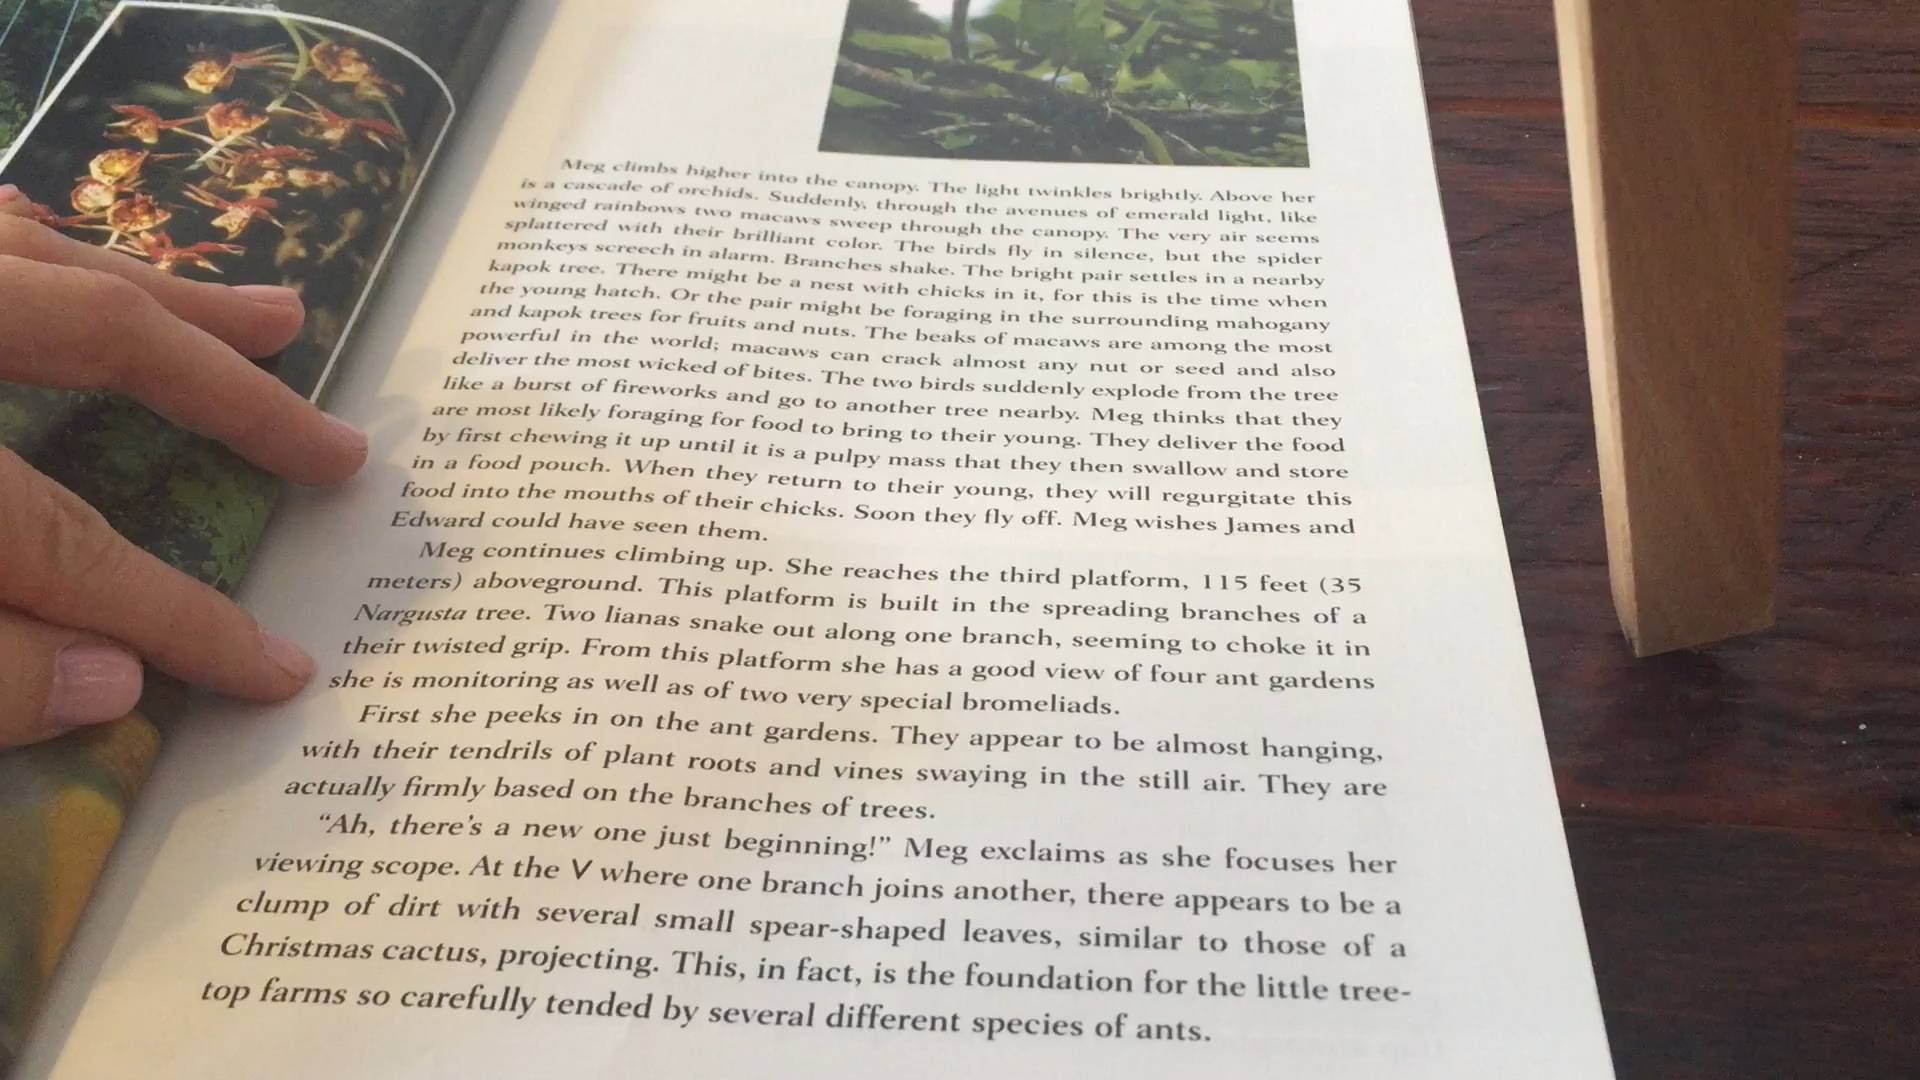 Meg climbs higher into the canopy. The light twinkles brightly. Above her
is a cascade of orchids. Suddenly, through the avenues of emerald light, like
winged rainbows two macaws sweep through the canopy. The very air seems
splattered with their brilliant color. The birds fly in silence, but the spider
monkeys screech in alarm. Branches shake. The bright pair settles in a nearby
kapok tree. There might be a nest with chicks in it, for this is the time when
the young hatch. Or the pair might be foraging in the surrounding mahogany
and kapok trees for fruits and nuts. The beaks of macaws are among the most
powerful in the world; macaws can crack almost any nut or seed and also
deliver the most wicked of bites. The two birds suddenly explode from the tree
like a burst of fireworks and go to another tree nearby. Meg thinks that they
are most likely foraging for food to bring to their young. They deliver the food
by first chewing it up until it is a pulpy mass that they then swallow and store
in a food pouch. When they return to their young, they will regurgitate this
food into the mouths of their chicks. Soon they fly off. Meg wishes James and
Edward could have seen them.
Meg continues climbing up. She reaches the third platform, 115 feet (35
meters) aboveground. This platform is built in the spreading branches of a
Nargusta tree. Two lianas snake out along one branch, seeming to choke it in
their twisted grip. From this platform she has a good view of four ant gardens
she is monitoring as well as of two very special bromeliads.
First she peeks in on the ant gardens. They appear to be almost hanging,
with their tendrils of plant roots and vines swaying in the still air. They are
actually firmly based on the branches of trees.
“Ah, there’s a new one just beginning!” Meg exclaims as she focuses her
viewing scope. At the V where one branch joins another, there appears to be a
clump of dirt with several small spear-shaped leaves, similar to those of a
Christmas cactus, projecting. This, in fact, is the foundation for the little tree-
top farms so carefully tended by several different species of ants.